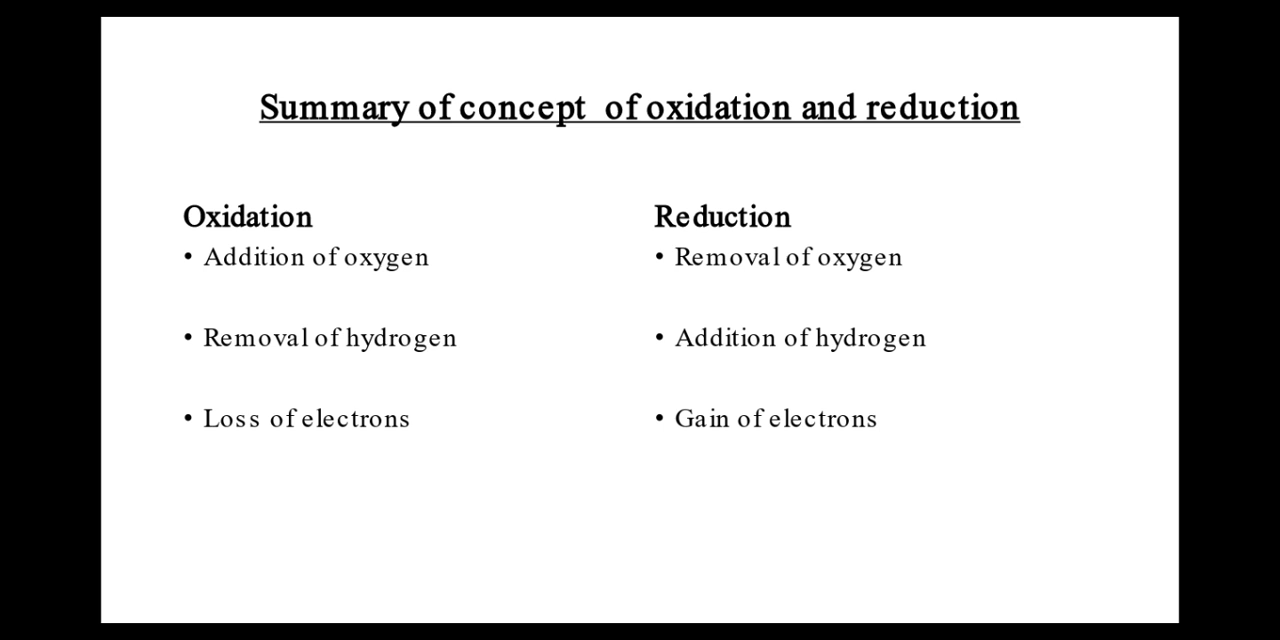 Summary of concept of oxidation and reduction
Oxidation
• Addition of oxygen
• Removal of hydrogen
• Loss of electrons
Reduction
• Removal of oxygen
• Addition of hydrogen
• Gain of electrons